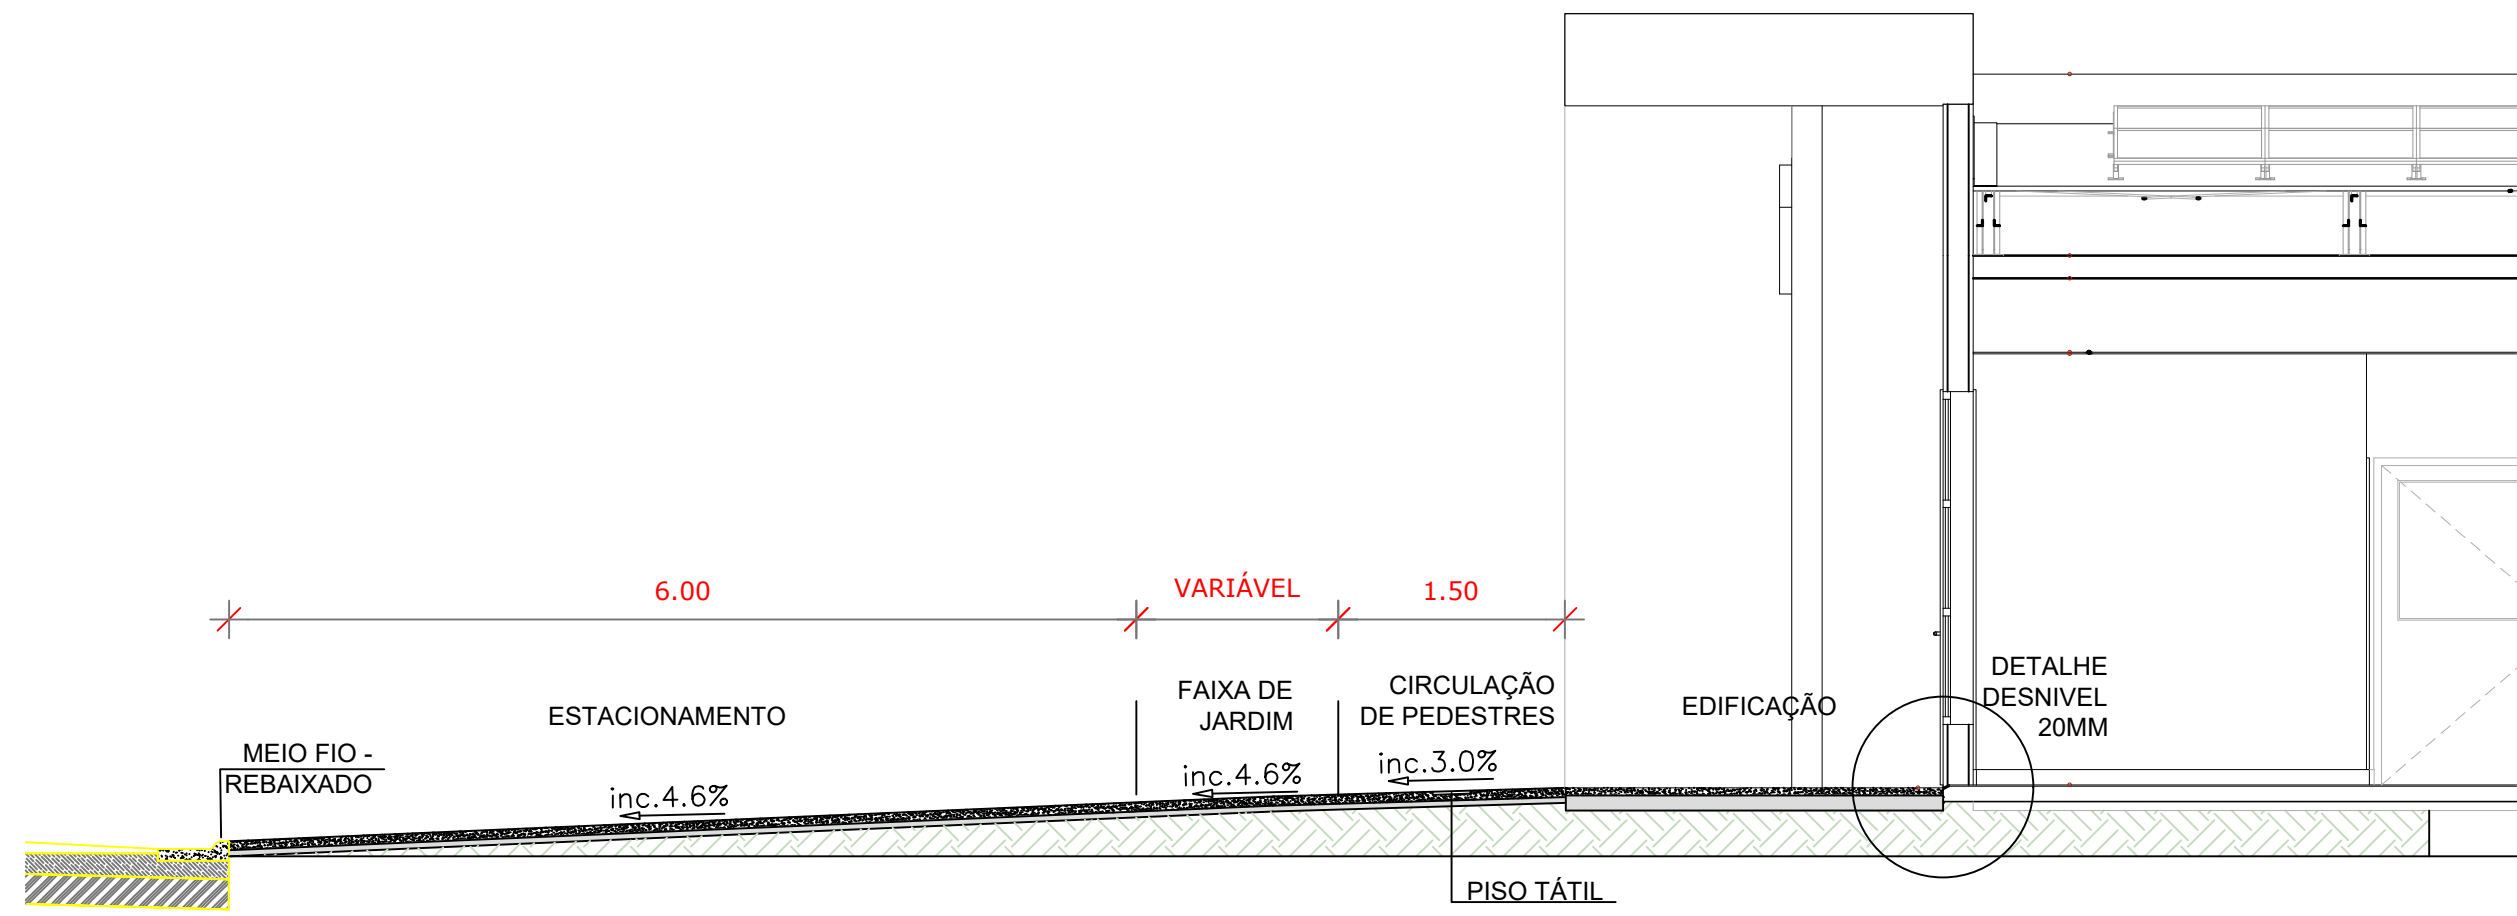 6.00
VARIÁVEL
1.50
ESTACIONAMENTO
FAIXA DE
JARDIM
CIRCULAÇÃO
DE PEDESTRES
EDIFICAÇÃO
DETALHE
DESNIVEL
20MM
MEIO FIO -
REBAIXADO
inc.4.6%
inc.4.6%
inc.3.0%
PISO TÁTIL